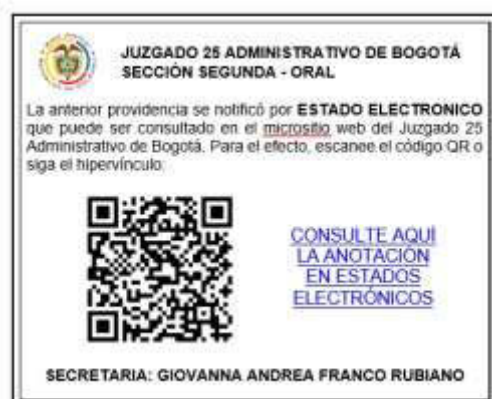 JUZGADO 25 ADMINISTRATIVO DE BOGOTÁ
SECCIÓN SEGUNDA - ORAL
La anterior providencia se notificó por ESTADO ELECTRONICO
que puede ser consultado en el micrositio web del Juzgado 25
Administrativo de Bogotá. Para el efecto, escanee el código QR o
siga el hipervínculo:
CONSULTE AQUÍ
LA ANOTACIÓN
EN ESTADOS
ELECTRÓNICOS
SECRETARIA: GIOVANNA ANDREA FRANCO RUBIANO